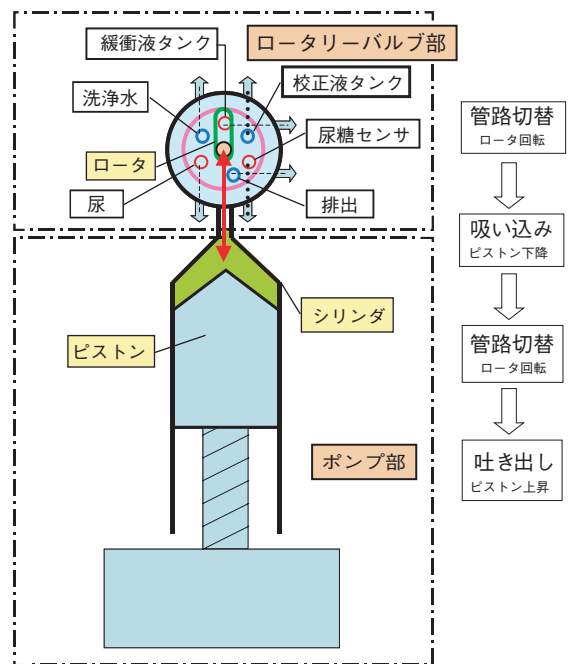 緩衝液タンク
ロータリーバルブ部
洗浄水
校正液タンク
ロータ
尿糖センサ
尿
排出
シリンダ
ピストン
ポンプ部
管路切替
ロータ回転
吸い込み
ピストン下降
管路切替
ロータ回転
吐き出し
ピストン上昇